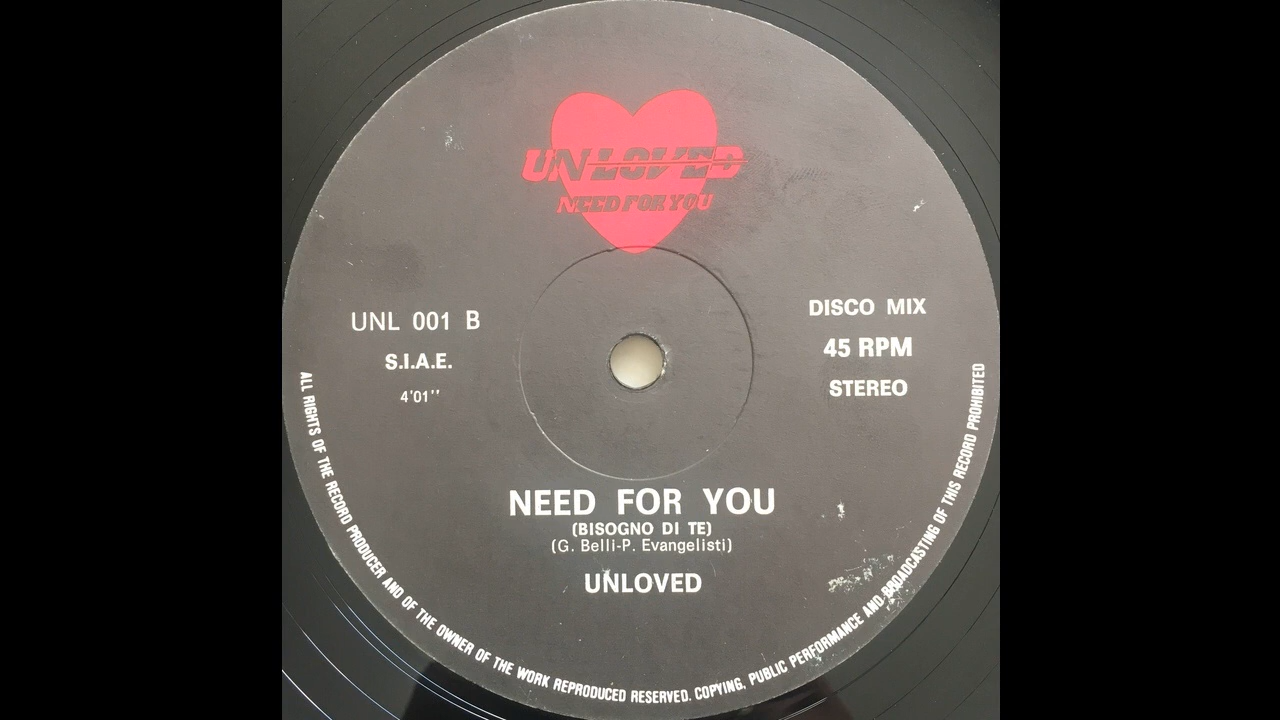 UNLOVED
NEED FOR YOU
UNL 001 B
S.I.A.E.
4'01''
DISCO MIX
45 RPM
STEREO
NEED FOR YOU
(BISOGNO DI TE)
(G. Belli-P. Evangelisti)
UNLOVED
ALL RIGHTS OF THE RECORD PRODUCER AND OF THE OWNER OF THE WORK REPRODUCED RESERVED. COPYING, PUBLIC PERFORMANCE AND BROADCASTING OF THIS RECORD PROHIBITED